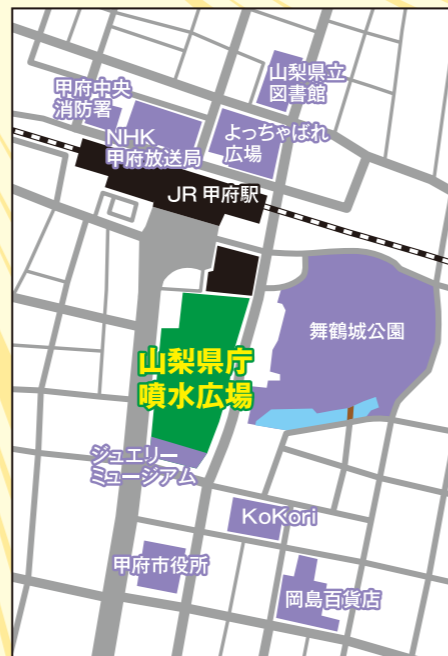 山梨県立
図書館
甲府中央
消防署
NHK
甲府放送局
よっちゃばれ
広場
JR 甲府駅
舞鶴城公園
山梨県庁
噴水広場
ジュエリー
ミュージアム
KoKori
甲府市役所
岡島百貨店